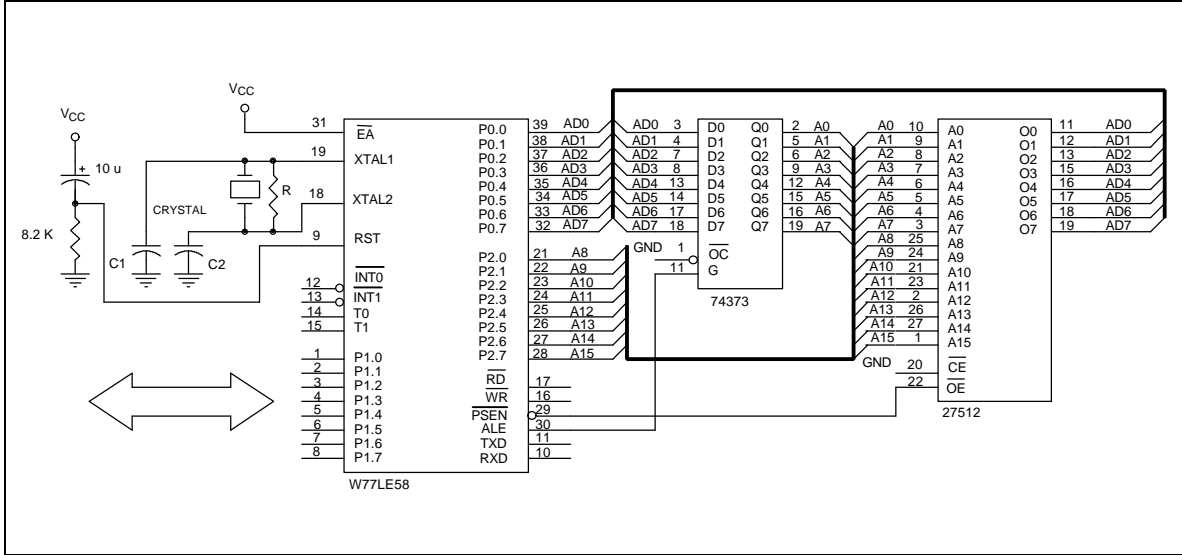 VCC
VCC
10 u
8.2 K
C1
C2
CRYSTAL
R
31 EA
19 XTAL1
18 XTAL2
9 RST
12 INT0
13 INT1
14 T0
15 T1
1 P1.0
2 P1.1
3 P1.2
4 P1.3
5 P1.4
6 P1.5
7 P1.6
8 P1.7
P0.0 39 AD0
P0.1 38 AD1
P0.2 37 AD2
P0.3 36 AD3
P0.4 35 AD4
P0.5 34 AD5
P0.6 33 AD6
P0.7 32 AD7
P2.0 21 A8
P2.1 22 A9
P2.2 23 A10
P2.3 24 A11
P2.4 25 A12
P2.5 26 A13
P2.6 27 A14
P2.7 28 A15
RD 17
WR 16
PSEN 29
ALE 30
TXD 11
RXD 10
W77LE58
AD0 3 D0 Q0 2 A0
AD1 4 D1 Q1 5 A1
AD2 7 D2 Q2 6 A2
AD3 8 D3 Q3 9 A3
AD4 13 D4 Q4 12 A4
AD5 14 D5 Q5 15 A5
AD6 17 D6 Q6 16 A6
AD7 18 D7 Q7 19 A7
GND 1 OC
11 G
74373
A0 10 A0 O0 11 AD0
A1 9 A1 O1 12 AD1
A2 8 A2 O2 13 AD2
A3 7 A3 O3 15 AD3
A4 6 A4 O4 16 AD4
A5 5 A5 O5 17 AD5
A6 4 A6 O6 18 AD6
A7 3 A7 O7 19 AD7
A8 25 A8
A9 24 A9
A10 21 A10
A11 23 A11
A12 2 A12
A13 26 A13
A14 27 A14
A15 1 A15
GND 20 CE
22 OE
27512